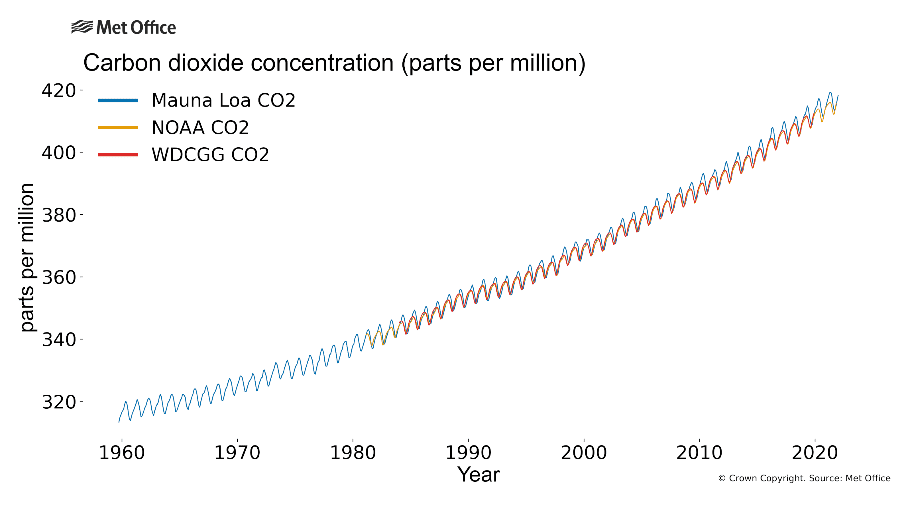 Met Office
Carbon dioxide concentration (parts per million)
420
400
380
360
340
320
parts per million
Mauna Loa CO2
NOAA CO2
WDCGG CO2
1960 1970 1980 1990 2000 2010 2020
Year
© Crown Copyright. Source: Met Office